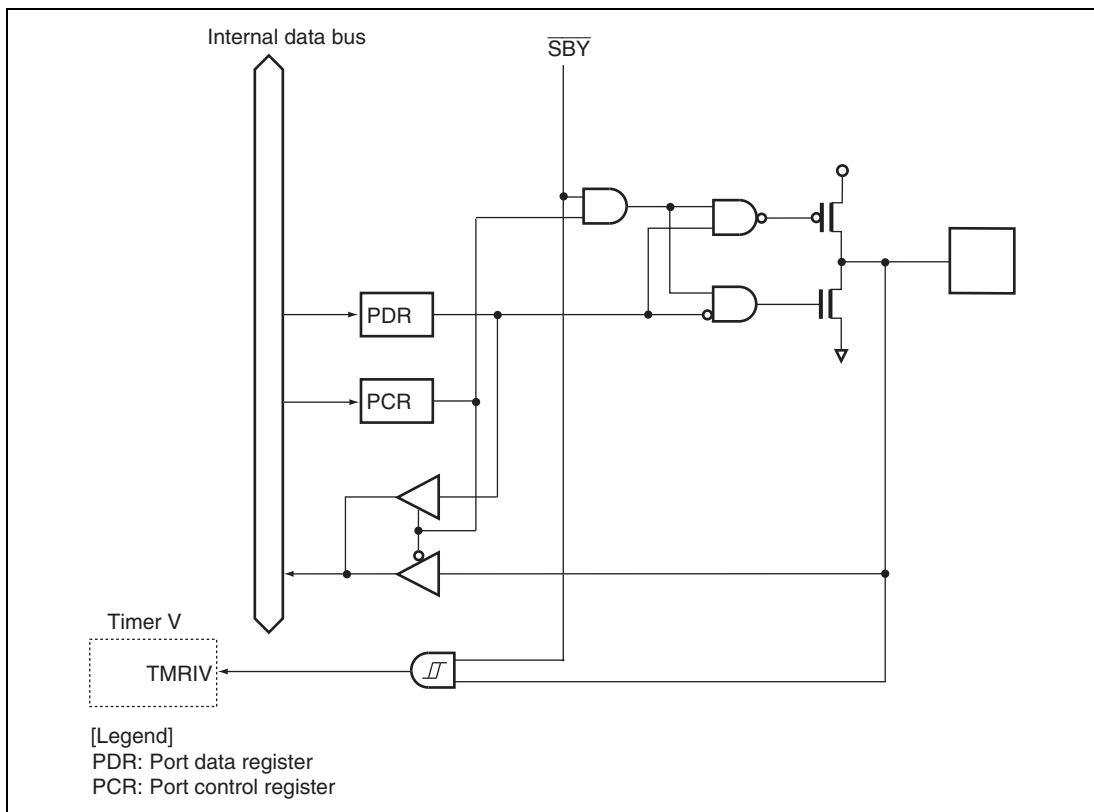 Internal data bus
SBY
PDR
PCR
Timer V
TMRIV
[Legend]
PDR: Port data register
PCR: Port control register